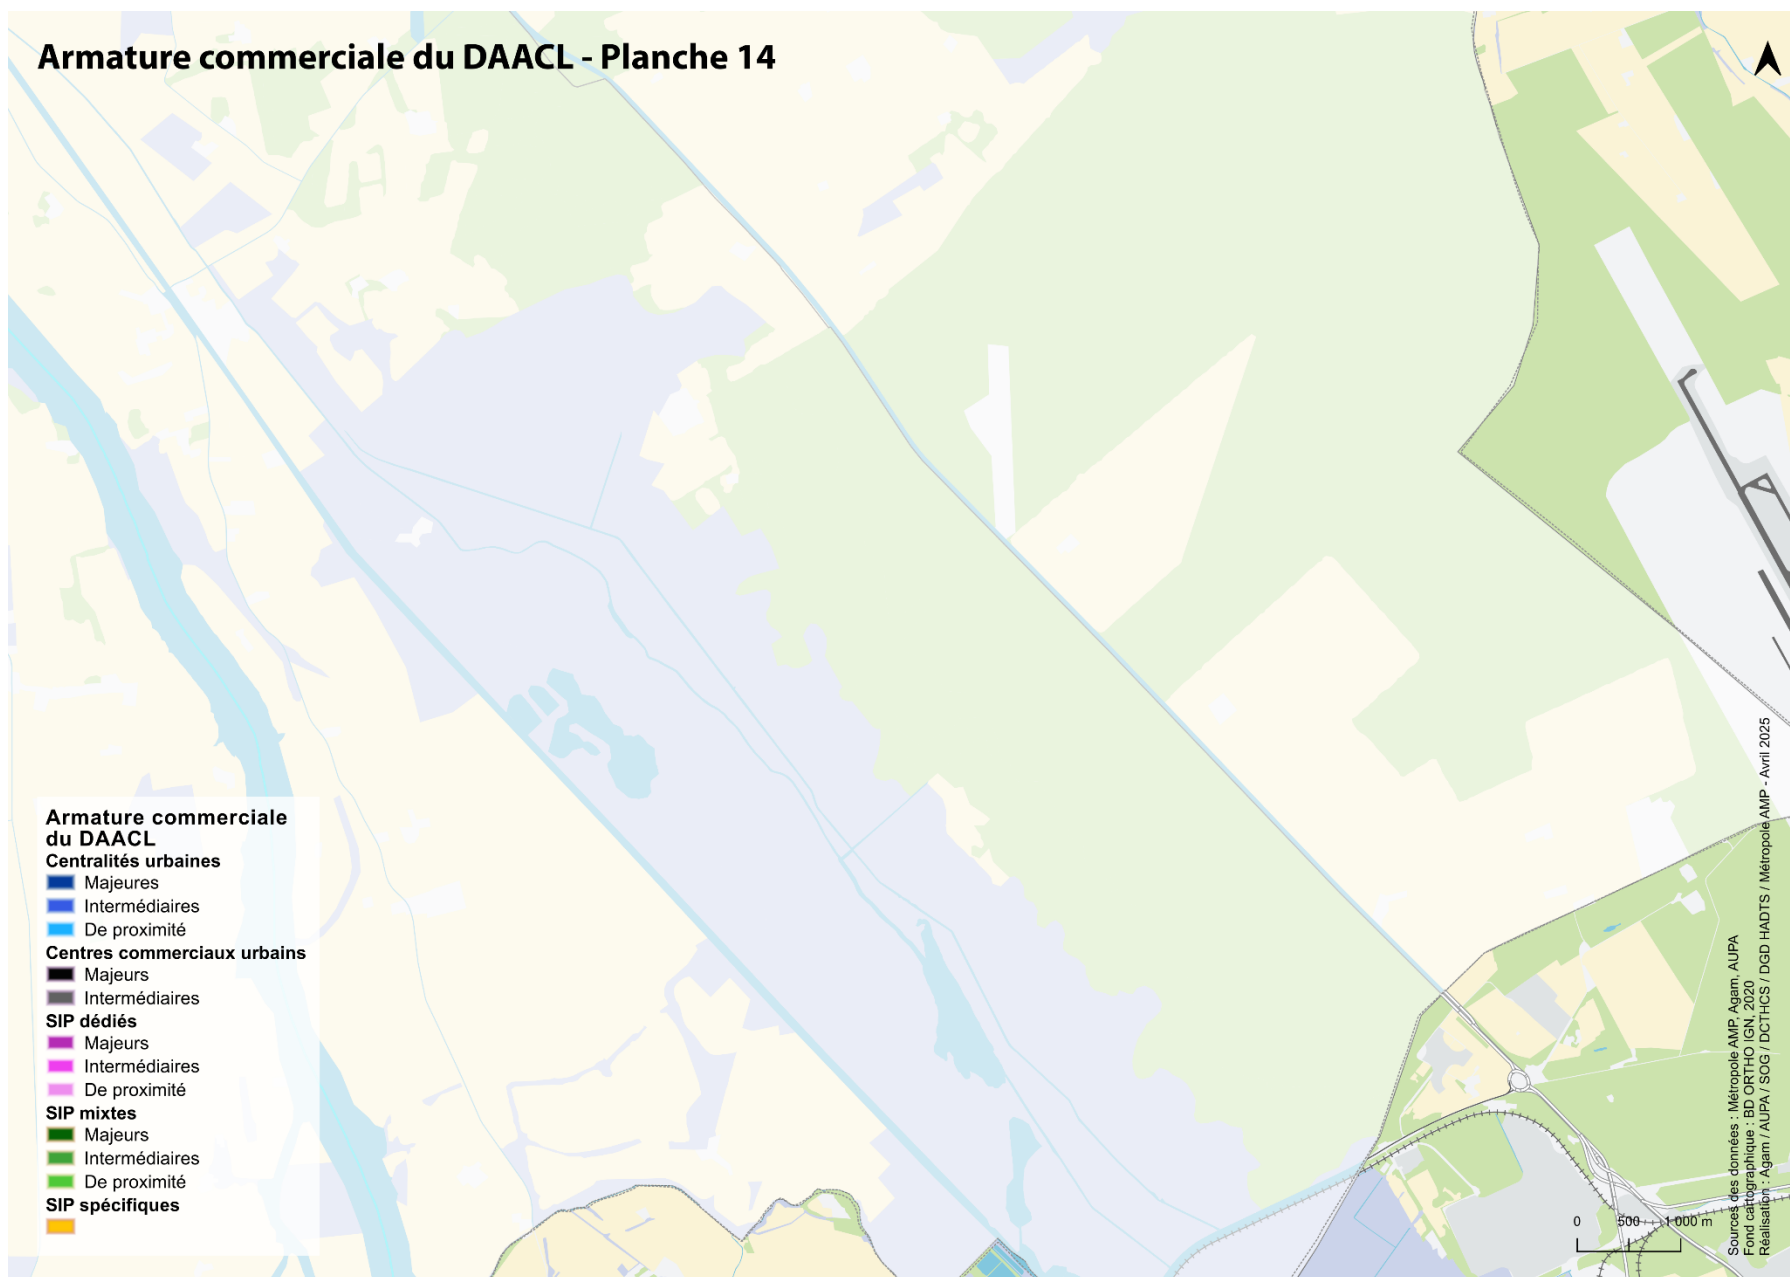 Armature commerciale du DAACL - Planche 14
Armature commerciale
du DAACL
Centralités urbaines
Majeures
Intermédiaires
De proximité
Centres commerciaux urbains
Majeurs
Intermédiaires
SIP dédiés
Majeurs
Intermédiaires
De proximité
SIP mixtes
Majeurs
Intermédiaires
De proximité
SIP spécifiques
0 500 1 000 m
Sources des données : Métropole AMP, Agam, AUPA
Fond cartographique : BD ORTHO IGN, 2020
Réalisation : Agam / AUPA / SOG / DCTHCS / DGD HADTS / Métropole AMP - Avril 2025